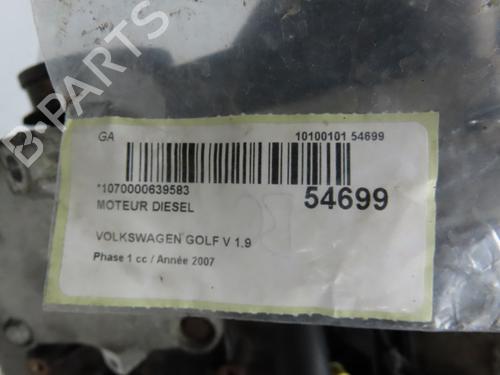 B-PARTS
GA 10100101 54699
*1070000639583 54699
MOTEUR DIESEL
VOLKSWAGEN GOLF V 1.9
Phase 1 cc / Année 2007